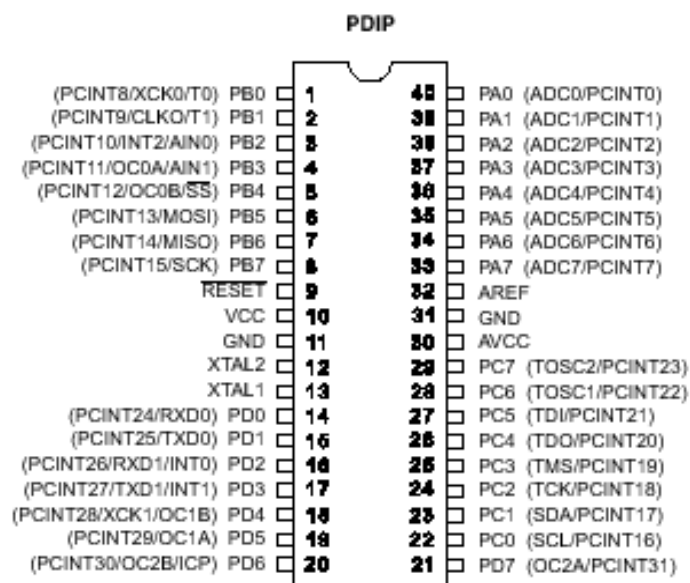 PDIP
(PCINT8/XCK0/T0) PB0 1 40 PA0 (ADC0/PCINT0)
(PCINT9/CLKO/T1) PB1 2 39 PA1 (ADC1/PCINT1)
(PCINT10/INT2/AIN0) PB2 3 38 PA2 (ADC2/PCINT2)
(PCINT11/OC0A/AIN1) PB3 4 37 PA3 (ADC3/PCINT3)
(PCINT12/OC0B/SS) PB4 5 36 PA4 (ADC4/PCINT4)
(PCINT13/MOSI) PB5 6 35 PA5 (ADC5/PCINT5)
(PCINT14/MISO) PB6 7 34 PA6 (ADC6/PCINT6)
(PCINT15/SCK) PB7 8 33 PA7 (ADC7/PCINT7)
RESET 9 32 AREF
VCC 10 31 GND
GND 11 30 AVCC
XTAL2 12 29 PC7 (TOSC2/PCINT23)
XTAL1 13 28 PC6 (TOSC1/PCINT22)
(PCINT24/RXD0) PD0 14 27 PC5 (TDI/PCINT21)
(PCINT25/TXD0) PD1 15 26 PC4 (TDO/PCINT20)
(PCINT26/RXD1/INT0) PD2 16 25 PC3 (TMS/PCINT19)
(PCINT27/TXD1/INT1) PD3 17 24 PC2 (TCK/PCINT18)
(PCINT28/XCK1/OC1B) PD4 18 23 PC1 (SDA/PCINT17)
(PCINT29/OC1A) PD5 19 22 PC0 (SCL/PCINT16)
(PCINT30/OC2B/ICP) PD6 20 21 PD7 (OC2A/PCINT31)